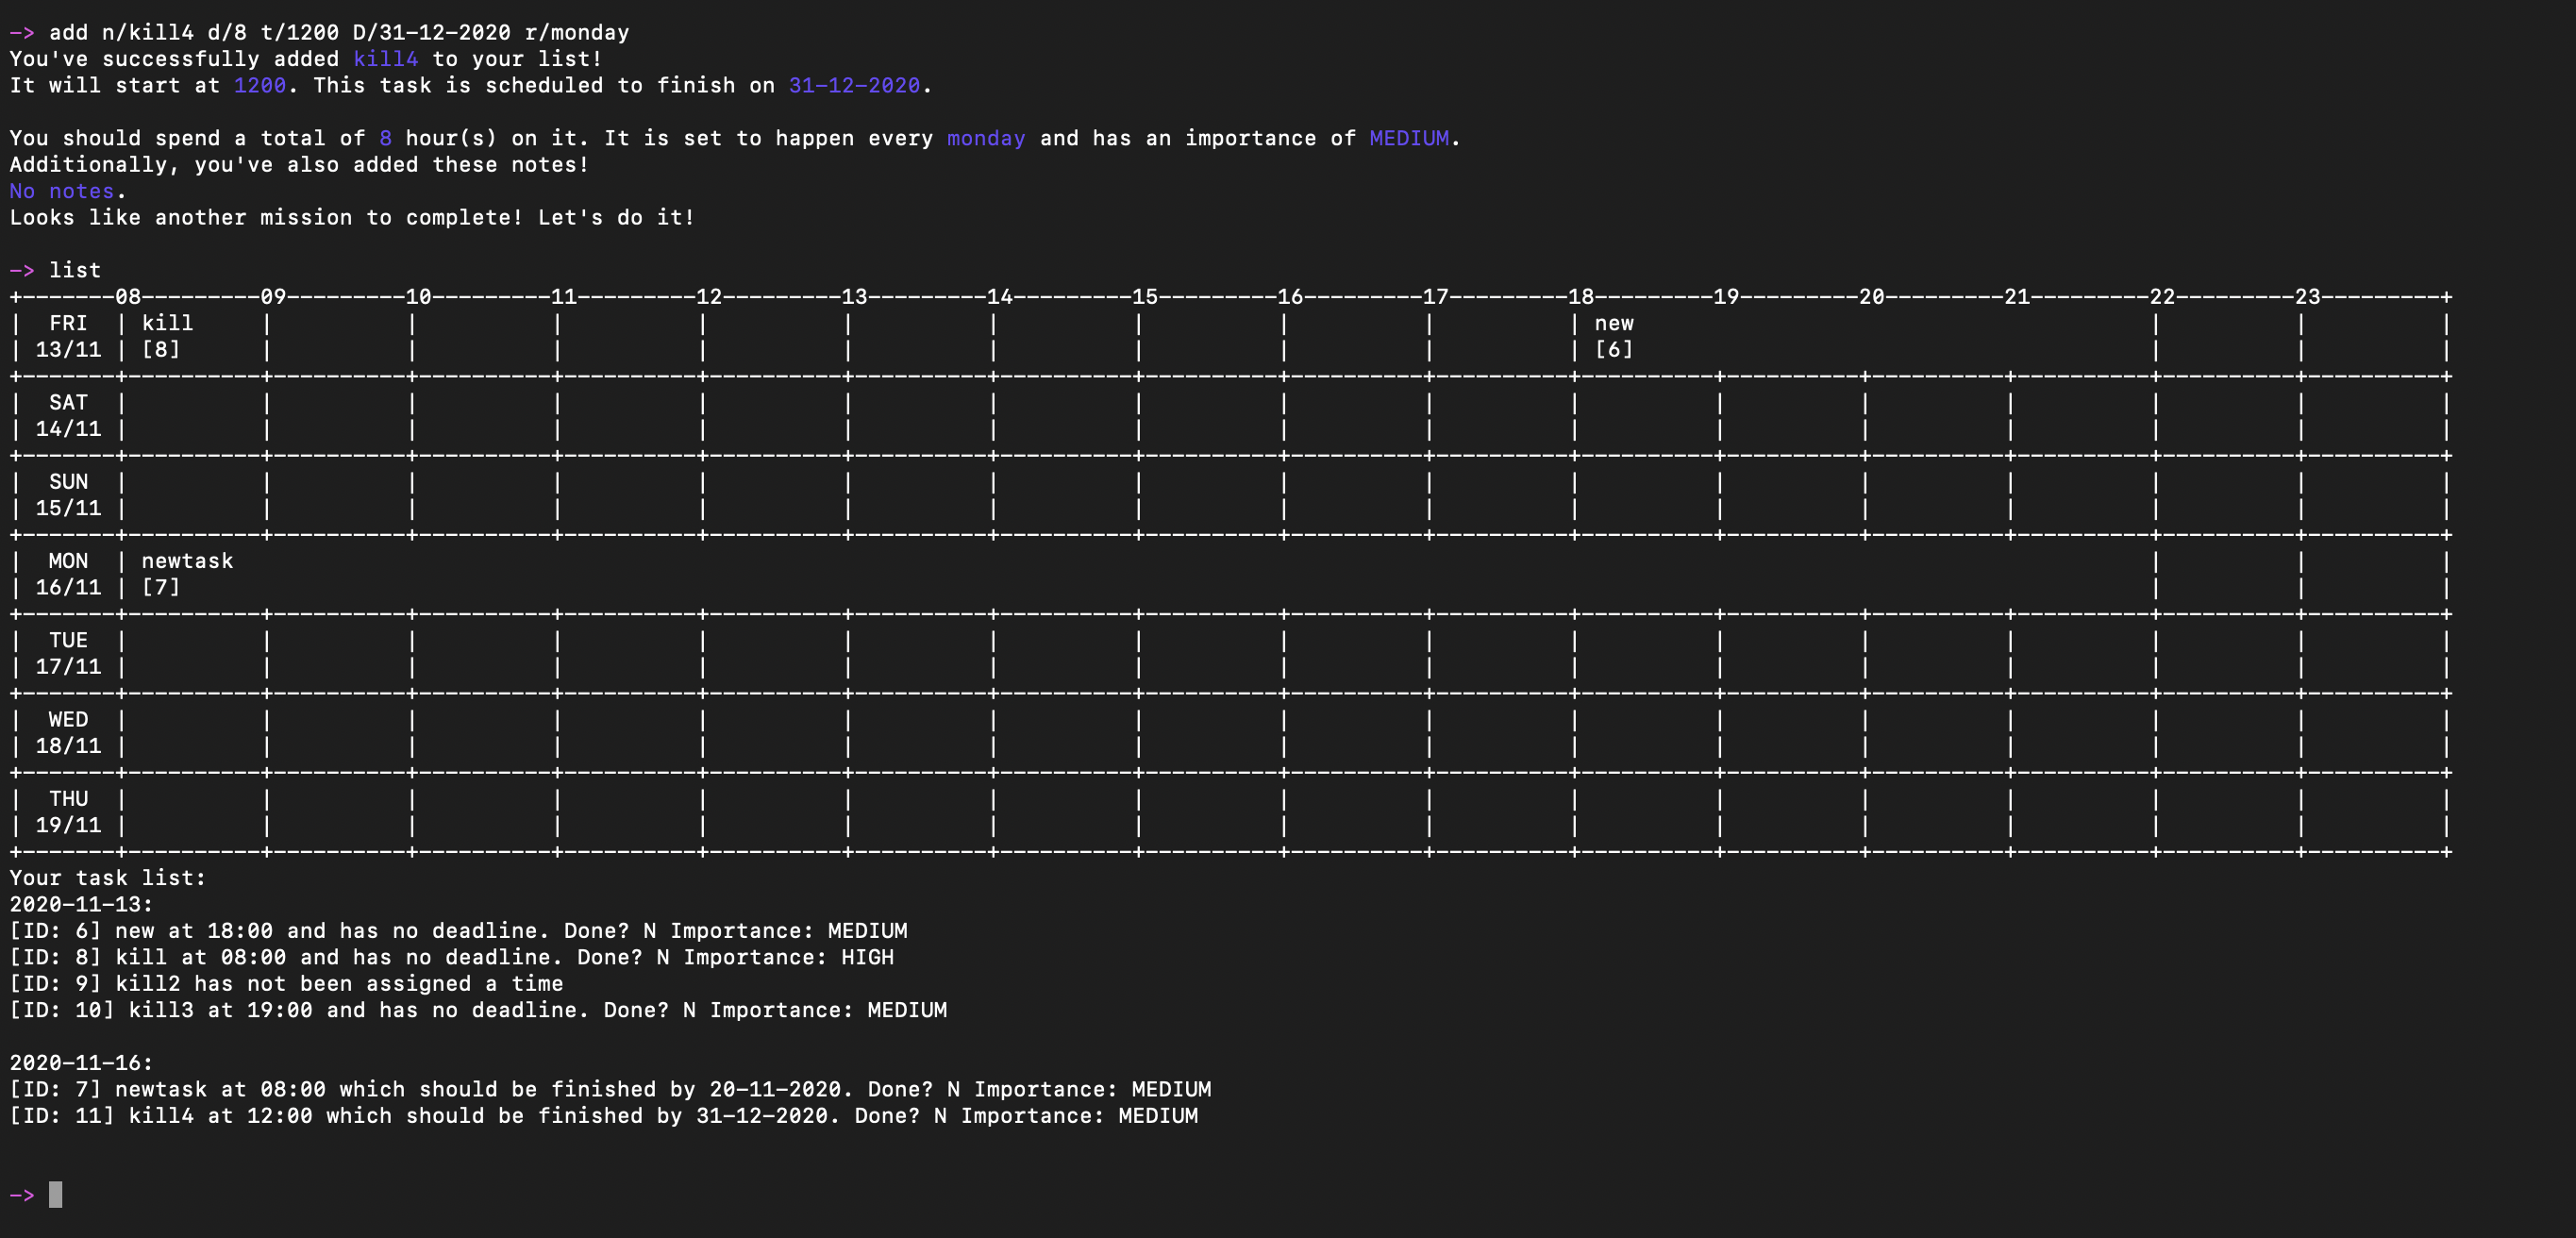 -> add n/kill4 d/8 t/1200 D/31-12-2020 r/monday
You've successfully added kill4 to your list!
It will start at 1200. This task is scheduled to finish on 31-12-2020.
You should spend a total of 8 hour(s) on it. It is set to happen every monday and has an importance of MEDIUM.
Additionally, you've also added these notes!
No notes.
Looks like another mission to complete! Let's do it!
-> list
+-------08---------09---------10---------11---------12---------13---------14---------15---------16---------17---------18---------19---------20---------21---------22---------23---------+
| FRI | kill | | | | | | | | | | new | | |
| 13/11 | [8] | | | | | | | | | | [6] | | |
| SAT |
| 14/11 |
| SUN |
| 15/11 |
| MON | newtask | | |
| 16/11 | [7] | | |
| TUE |
| 17/11 |
| WED |
| 18/11 |
| THU |
| 19/11 |
Your task list:
2020-11-13:
[ID: 6] new at 18:00 and has no deadline. Done? N Importance: MEDIUM
[ID: 8] kill at 08:00 and has no deadline. Done? N Importance: HIGH
[ID: 9] kill2 has not been assigned a time
[ID: 10] kill3 at 19:00 and has no deadline. Done? N Importance: MEDIUM
2020-11-16:
[ID: 7] newtask at 08:00 which should be finished by 20-11-2020. Done? N Importance: MEDIUM
[ID: 11] kill4 at 12:00 which should be finished by 31-12-2020. Done? N Importance: MEDIUM
->